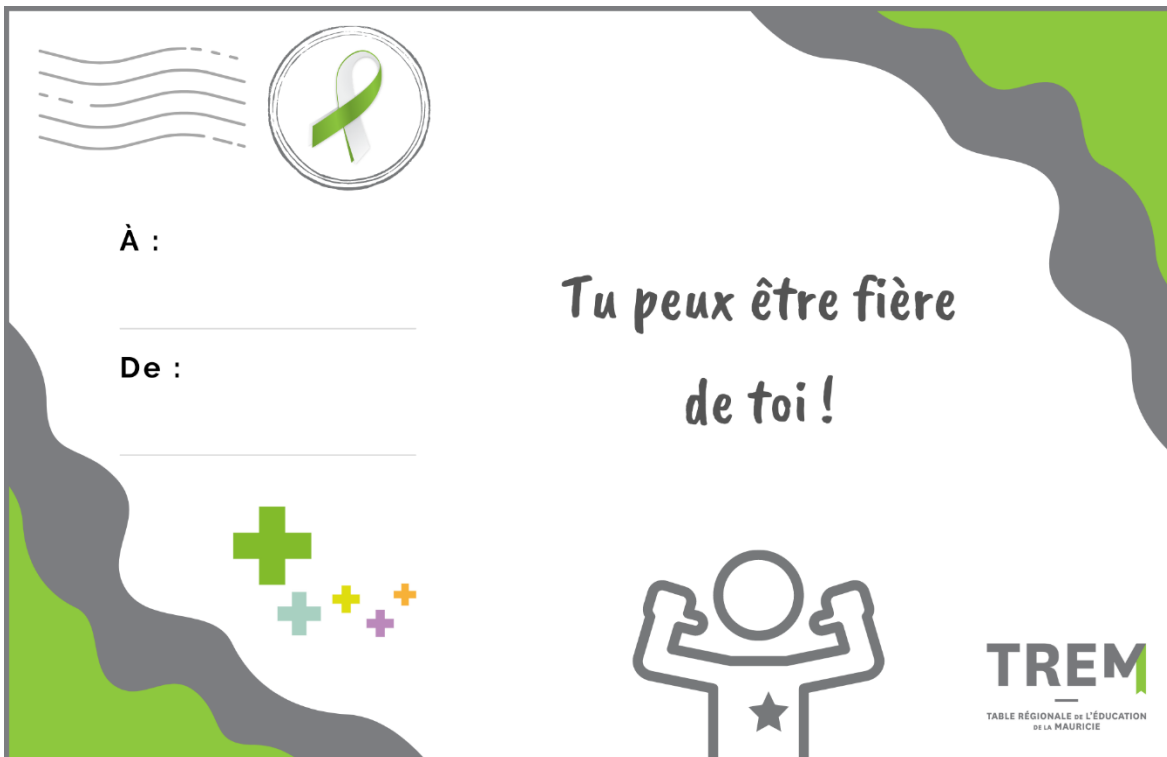 À :
De :
Tu peux être fière
de toi !
TREM
TABLE RÉGIONALE DE L'ÉDUCATION
DE LA MAURICIE